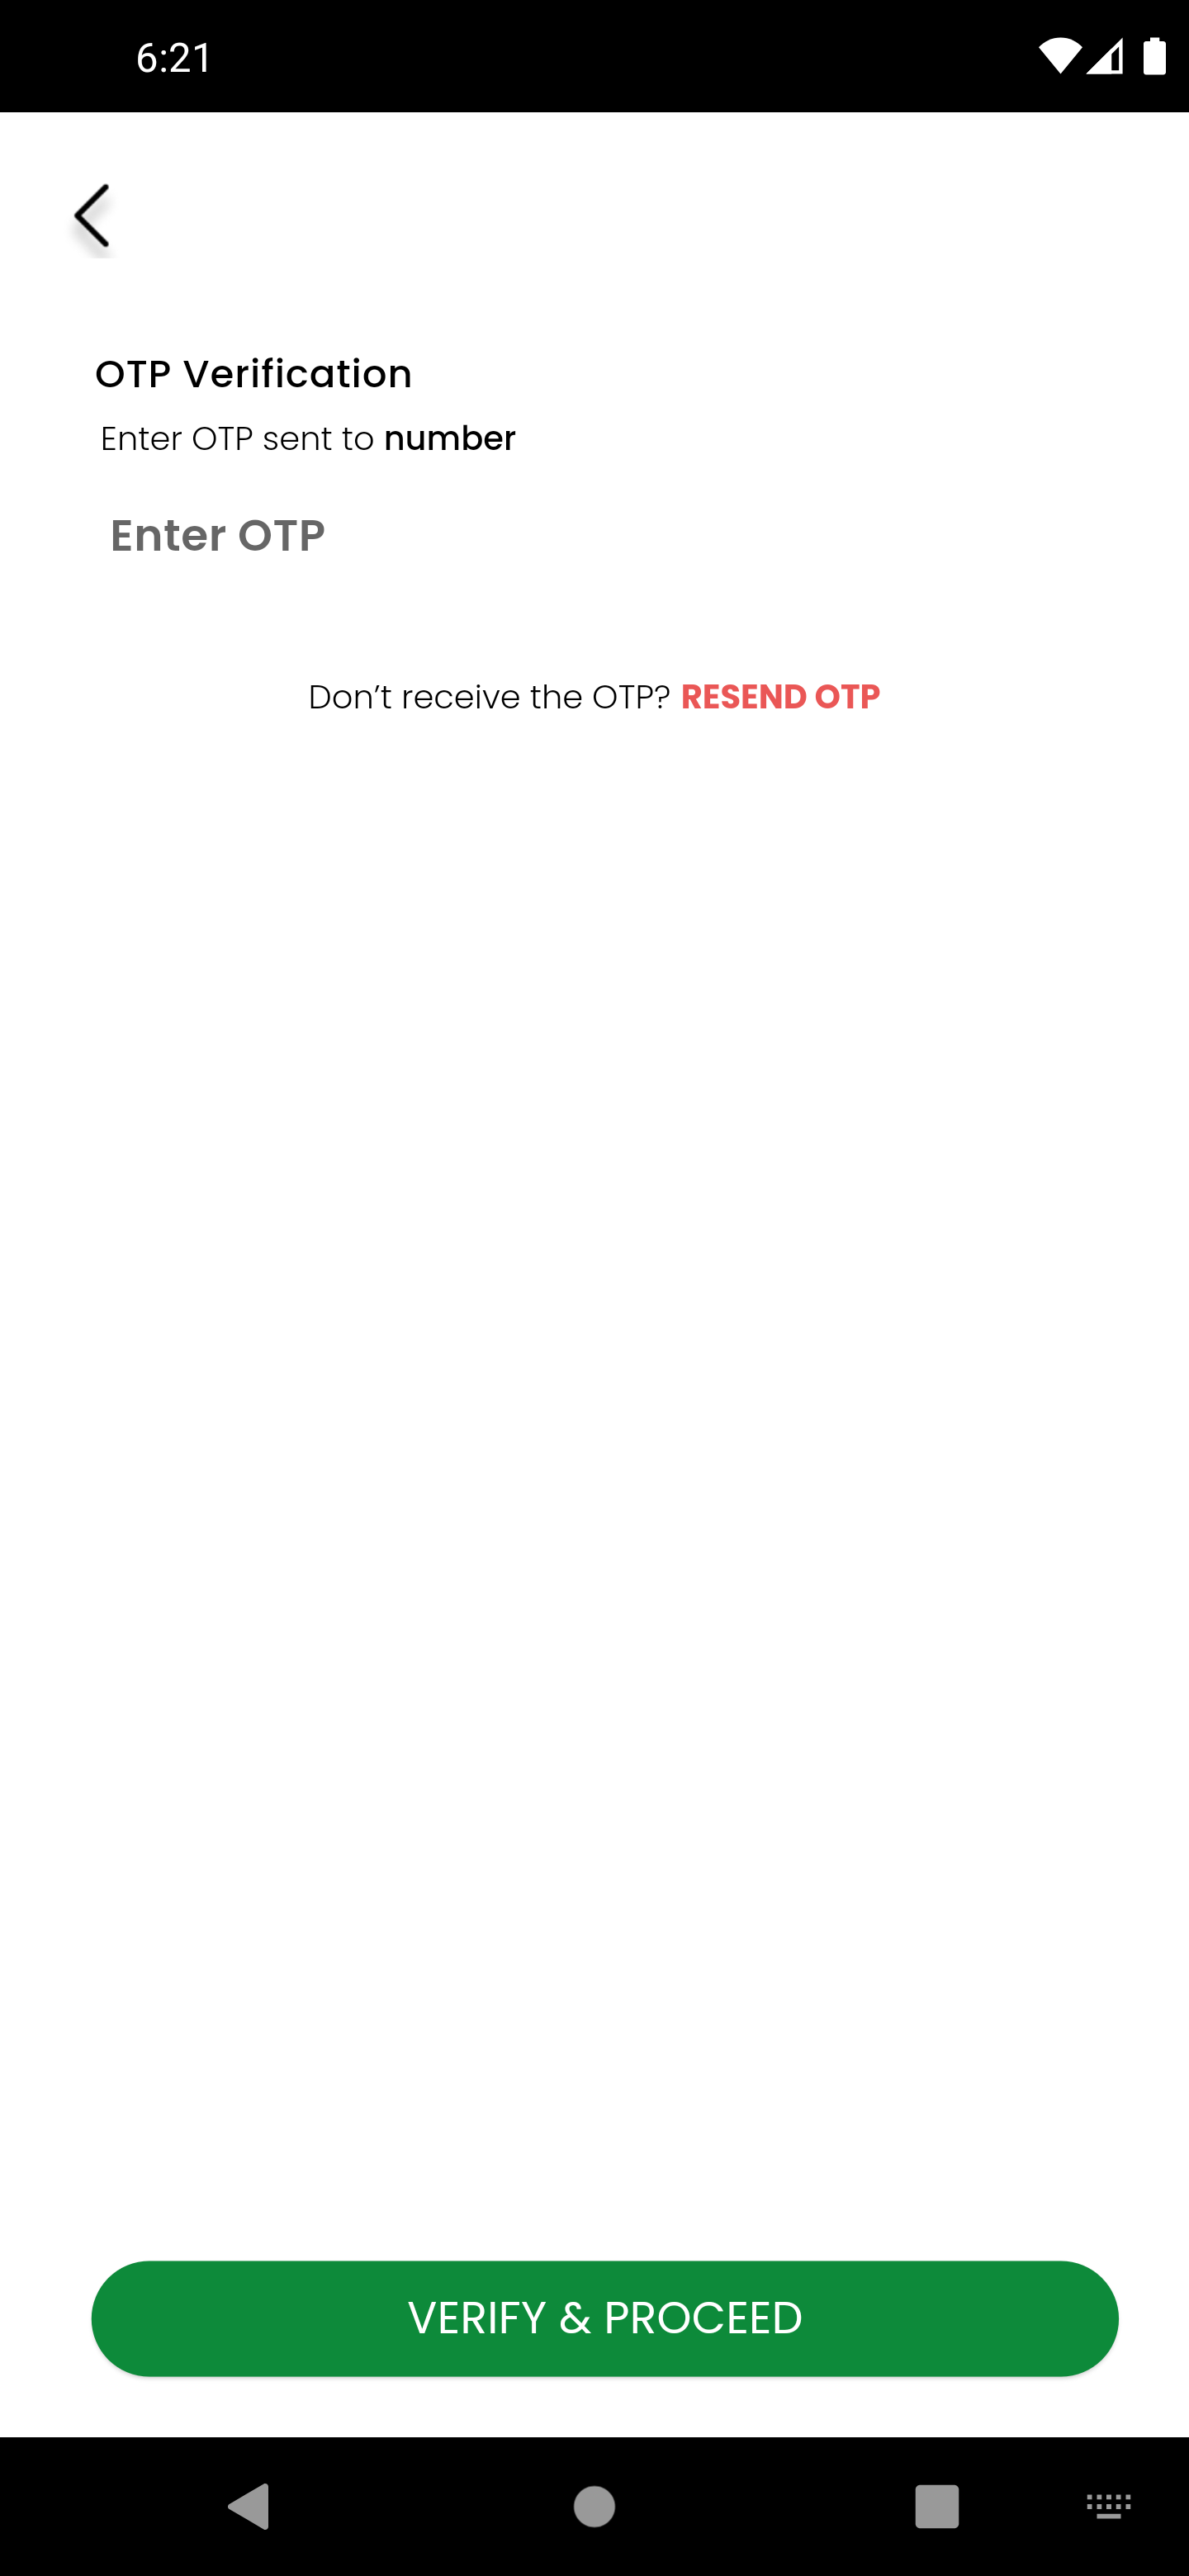 6:21
OTP Verification
Enter OTP sent to number
Enter OTP
Don’t receive the OTP? RESEND OTP
VERIFY & PROCEED